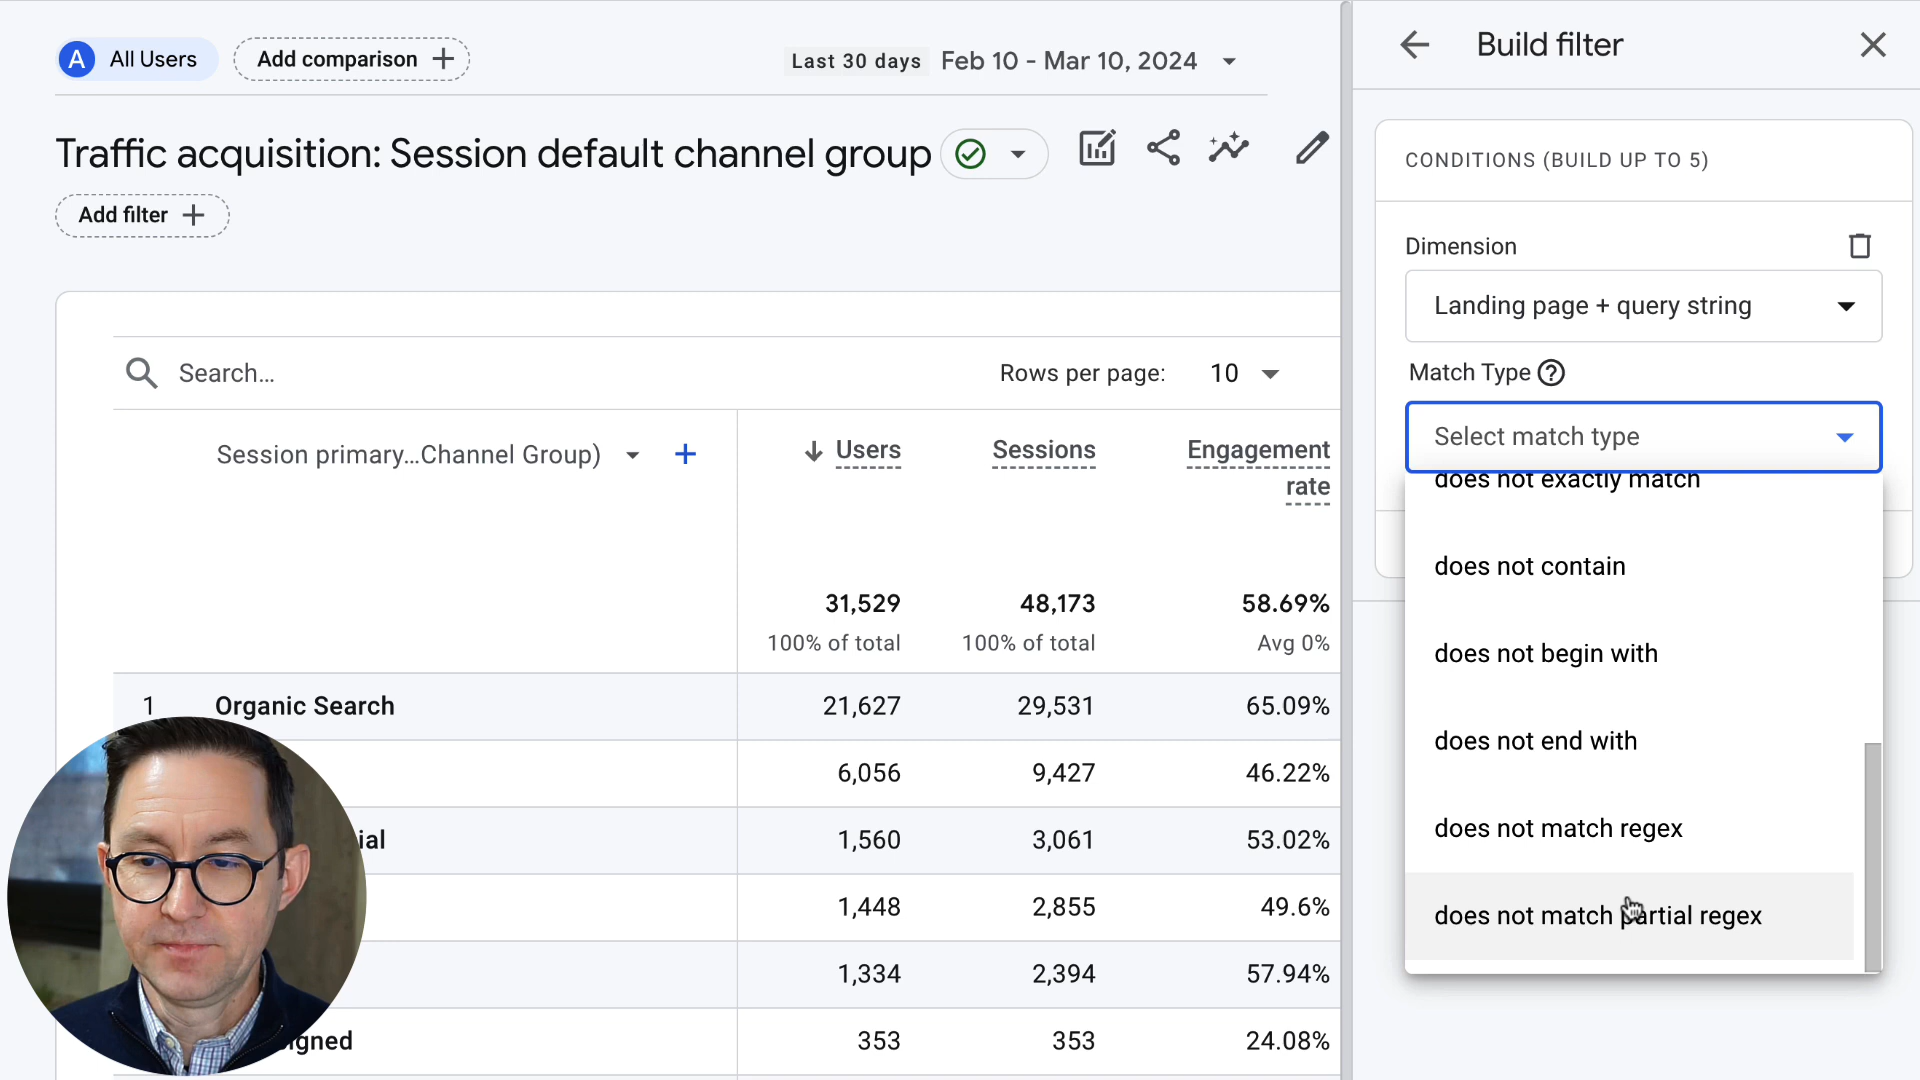 A All Users
Add comparison
Last 30 days Feb 10 - Mar 10, 2024
Traffic acquisition: Session default channel group
Add filter
Search...
Rows per page: 10
Session primary...Channel Group)
Users
Sessions
Engagement
rate
31,529 48,173 58.69%
100% of total 100% of total Avg 0%
1 Organic Search 21,627 29,531 65.09%
6,056 9,427 46.22%
ial 1,560 3,061 53.02%
1,448 2,855 49.6%
1,334 2,394 57.94%
igned 353 353 24.08%
Build filter
CONDITIONS (BUILD UP TO 5)
Dimension
Landing page + query string
Match Type ?
Select match type
does not exactly match
does not contain
does not begin with
does not end with
does not match regex
does not match partial regex